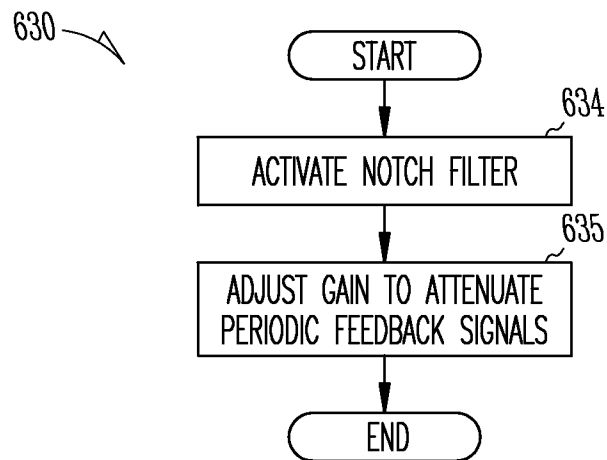 630
START
634
ACTIVATE NOTCH FILTER
635
ADJUST GAIN TO ATTENUATE
PERIODIC FEEDBACK SIGNALS
END